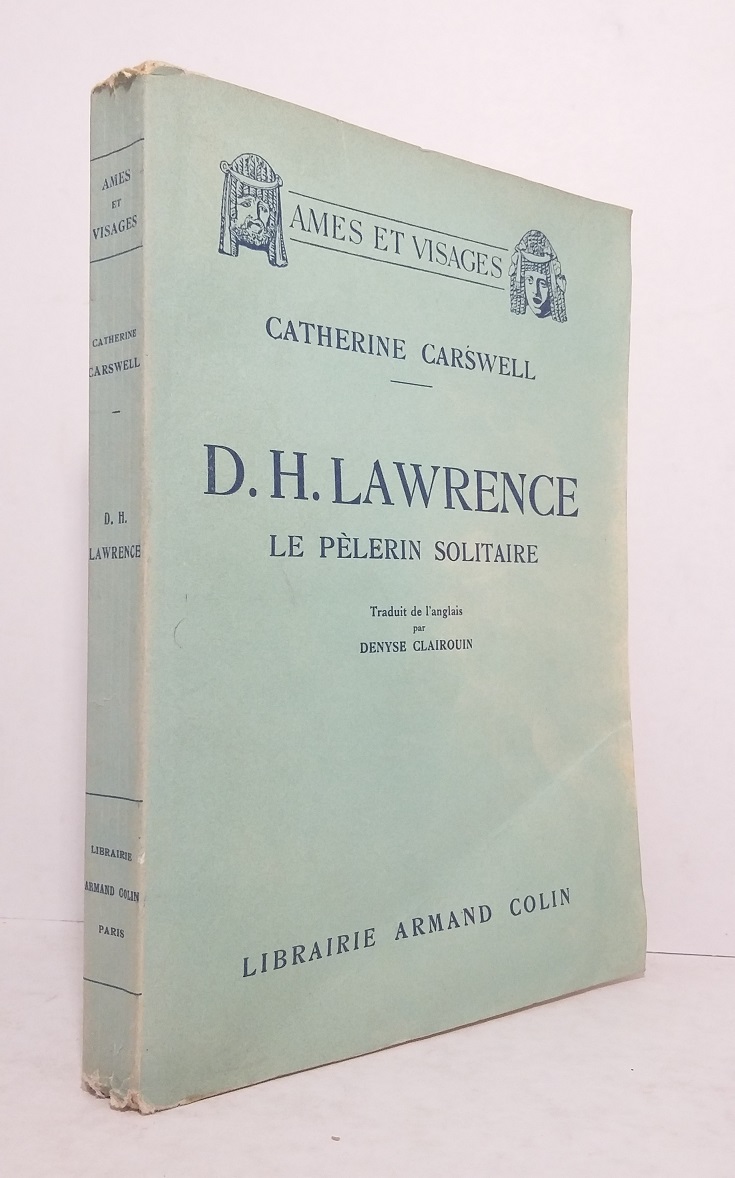 AMES
ET
VISAGES
CATHERINE
CARSWELL
D. H.
LAWRENCE
LIBRAIRIE
ARMAND COLIN
PARIS
AMES ET VISAGES
CATHERINE CARSWELL
D. H. LAWRENCE
LE PÈLERIN SOLITAIRE
Traduit de l'anglais
par
DENYSE CLAIROUIN
LIBRAIRIE ARMAND COLIN